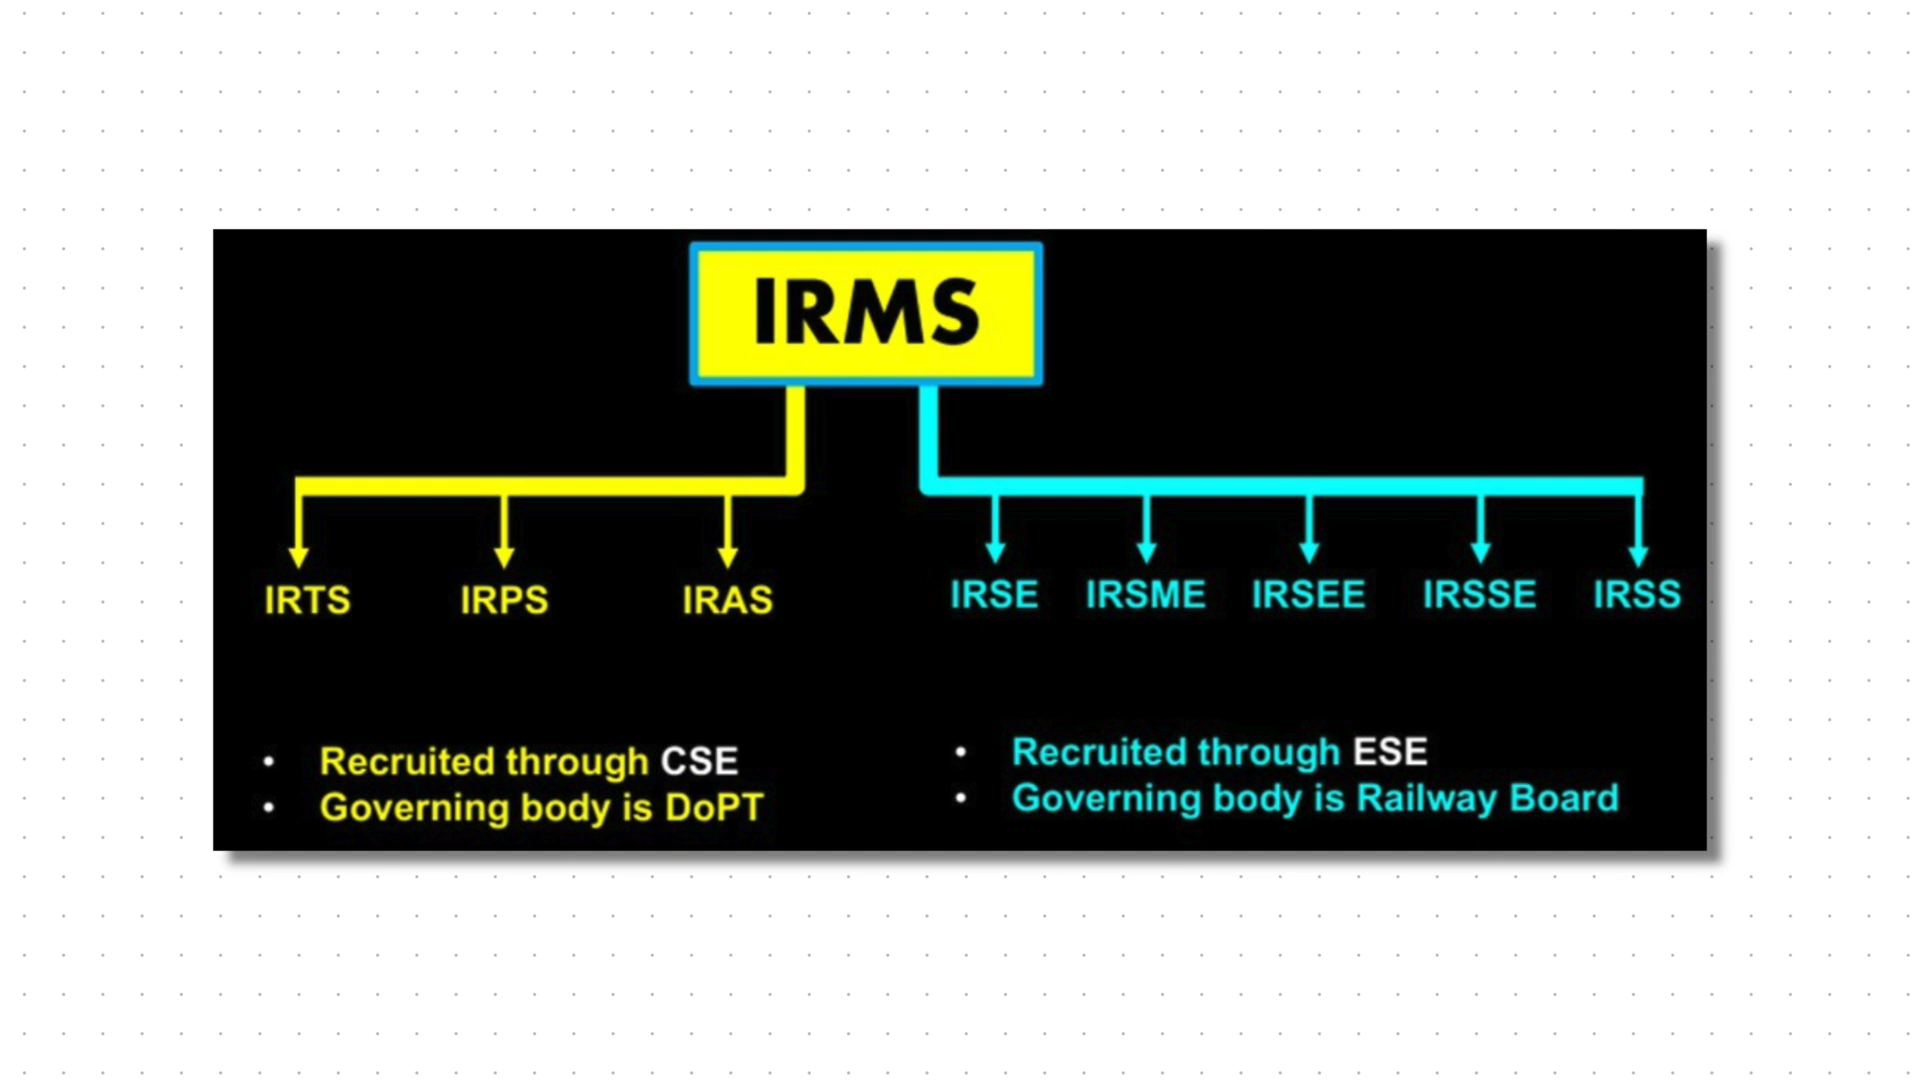 IRMS
IRTS IRPS IRAS IRSE IRSME IRSEE IRSSE IRSS
• Recruited through CSE
• Governing body is DoPT
• Recruited through ESE
• Governing body is Railway Board